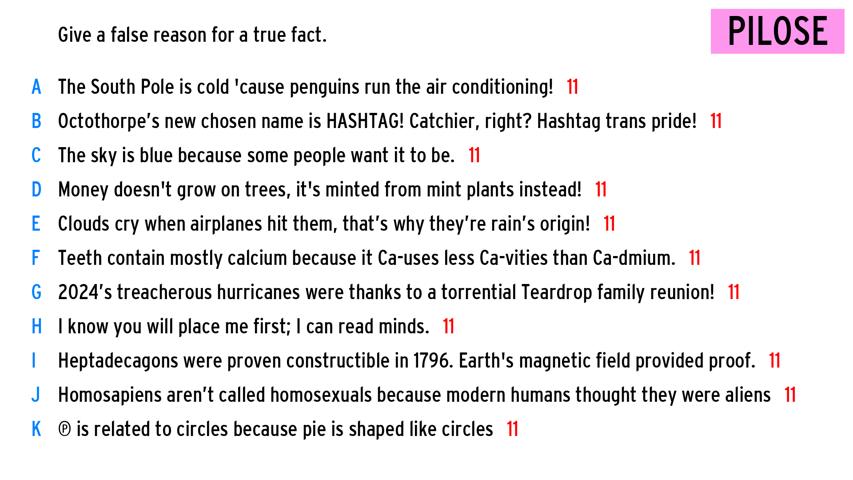 Give a false reason for a true fact.
PILOSE
A The South Pole is cold 'cause penguins run the air conditioning! 11
B Octothorpe’s new chosen name is HASHTAG! Catchier, right? Hashtag trans pride! 11
C The sky is blue because some people want it to be. 11
D Money doesn't grow on trees, it's minted from mint plants instead! 11
E Clouds cry when airplanes hit them, that’s why they’re rain’s origin! 11
F Teeth contain mostly calcium because it Ca-uses less Ca-vities than Ca-dmium. 11
G 2024’s treacherous hurricanes were thanks to a torrential Teardrop family reunion! 11
H I know you will place me first; I can read minds. 11
I Heptadecagons were proven constructible in 1796. Earth's magnetic field provided proof. 11
J Homosapiens aren’t called homosexuals because modern humans thought they were aliens 11
K ℗ is related to circles because pie is shaped like circles 11